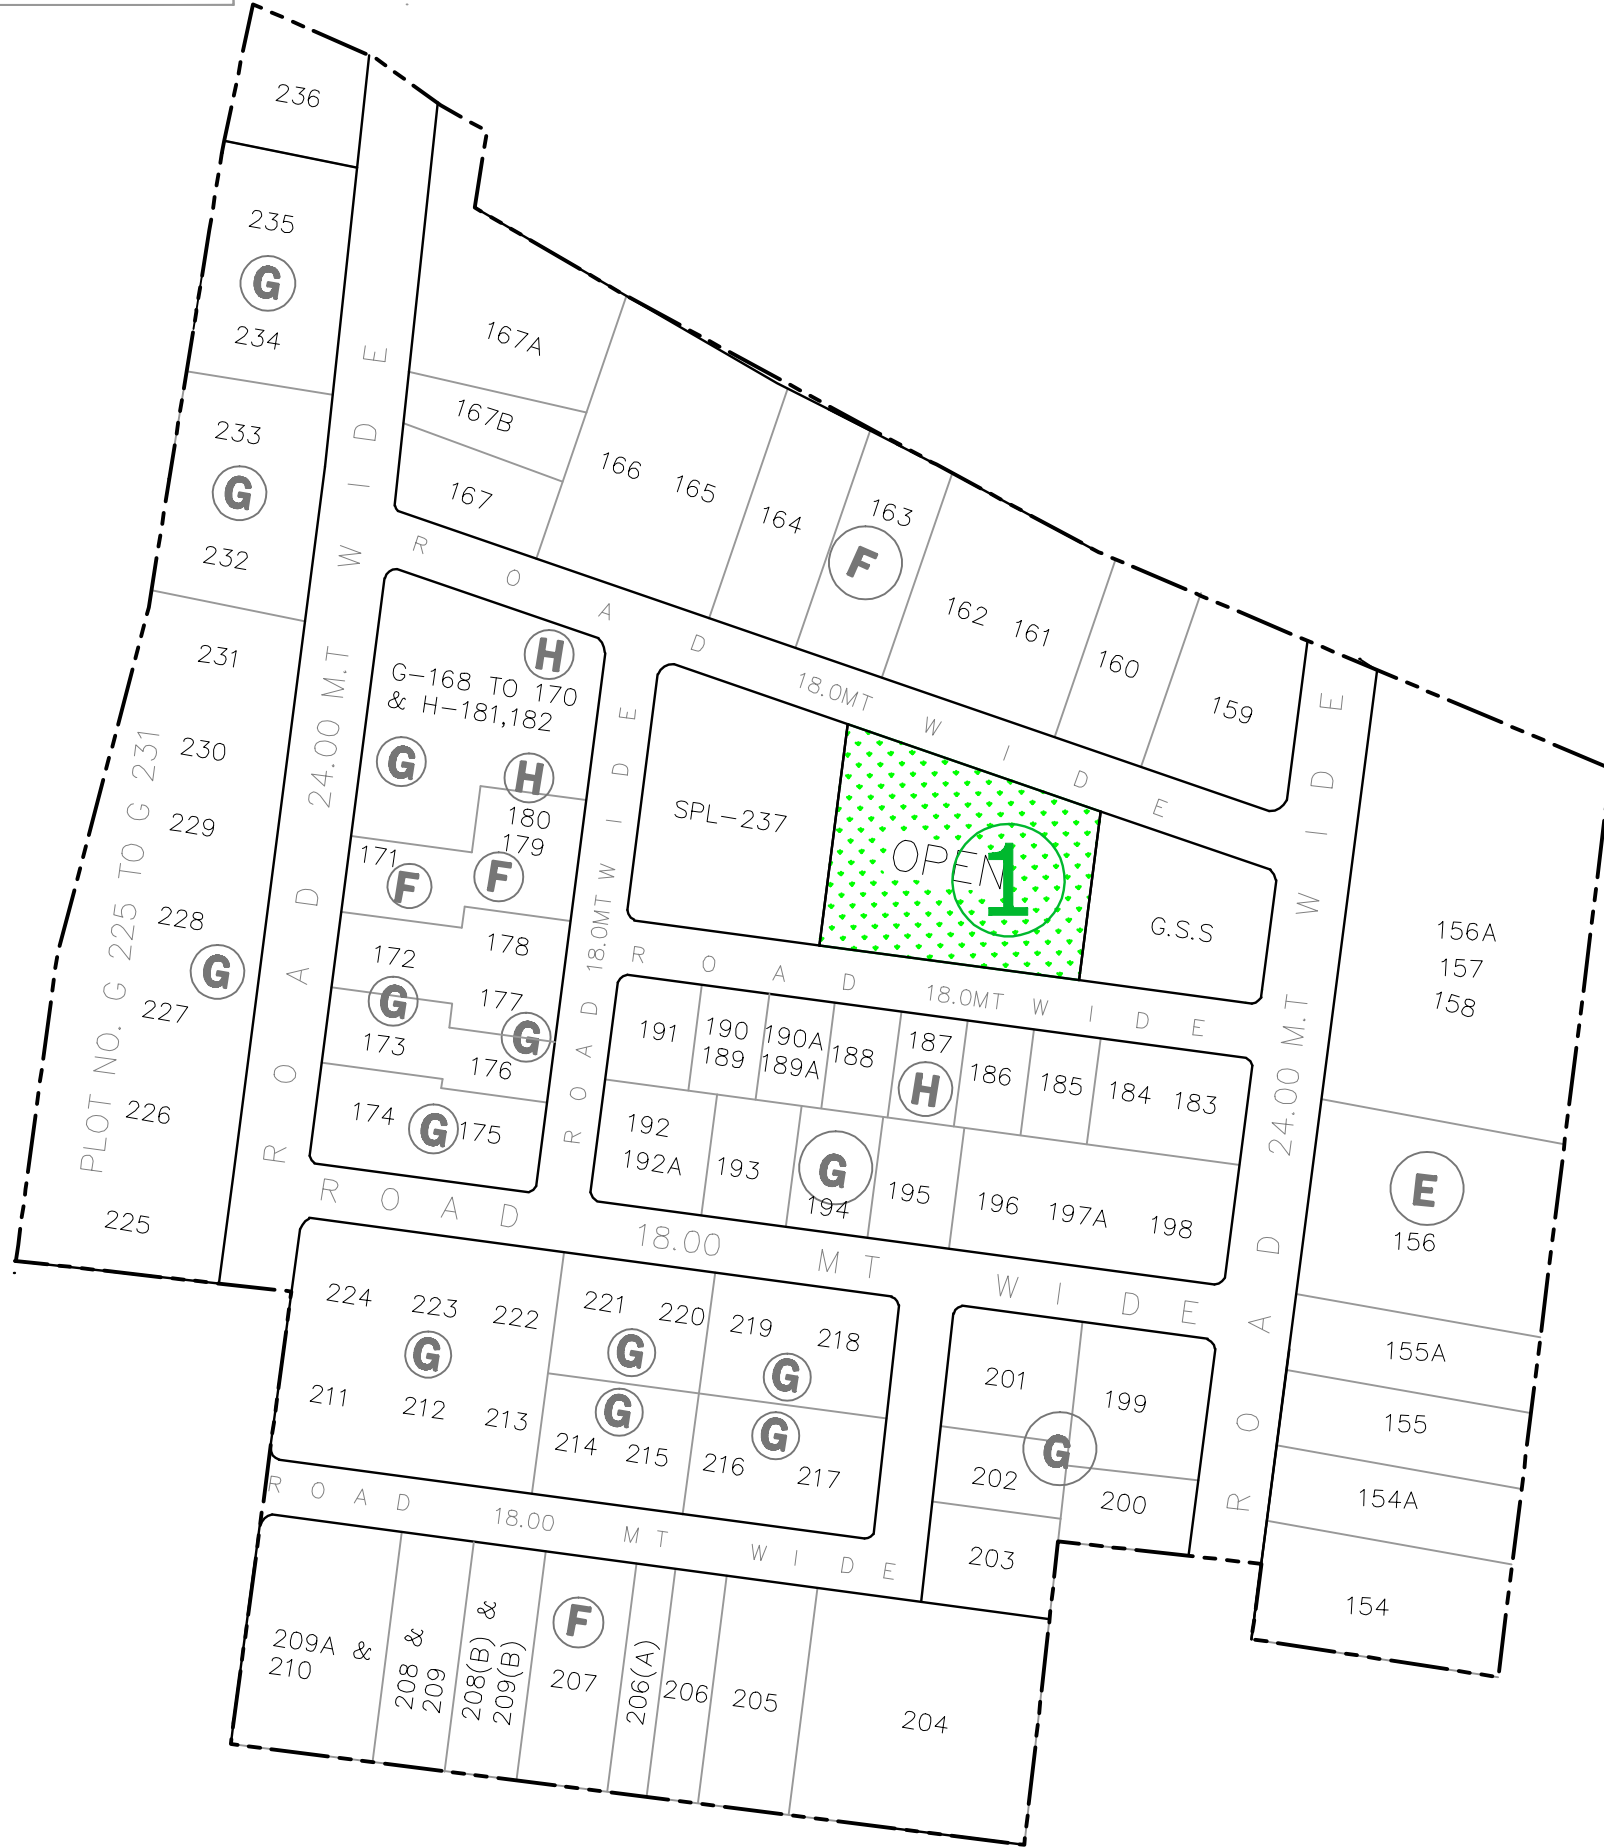 236
235
G
234
233
G
232
231
230
229
228
G
227
226
225
PLOT NO. G 225 TO G 231
24.00 M.T WIDE ROAD
167A
167B
167
166
165
164
163
F
162
161
160
159
ROAD 18.0MT WIDE
H
G-168 TO 170
& H-181,182
G
H
180
179
171
F
F
172
178
G
177
G
173
176
174
G
175
ROAD 18.0MT WIDE
SPL-237
OPEN
1
G.S.S
ROAD 18.0MT WIDE
191
190
189
190A
189A
188
187
H
186
185
184
183
192
192A
193
G
194
195
196
197A
198
ROAD 18.00 MT WIDE
ROAD 24.00 M.T WIDE
156A
157
158
E
156
155A
155
154A
154
224
223
222
G
211
212
213
221
220
G
G
214
215
219
218
G
G
216
217
201
199
G
202
200
203
ROAD 18.00 MT WIDE
209A &
210
208 &
209
208(B) &
209(B)
F
207
206(A)
206
205
204